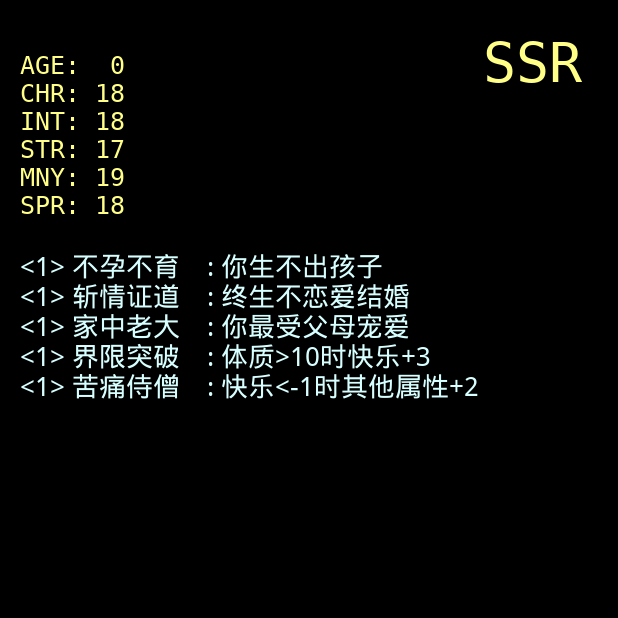 SSR
AGE:  0
CHR: 18
INT: 18
STR: 17
MNY: 19
SPR: 18
<1> 不孕不育 : 你生不出孩子
<1> 斩情证道 : 终生不恋爱结婚
<1> 家中老大 : 你最受父母宠爱
<1> 界限突破 : 体质>10时快乐+3
<1> 苦痛侍僧 : 快乐<-1时其他属性+2